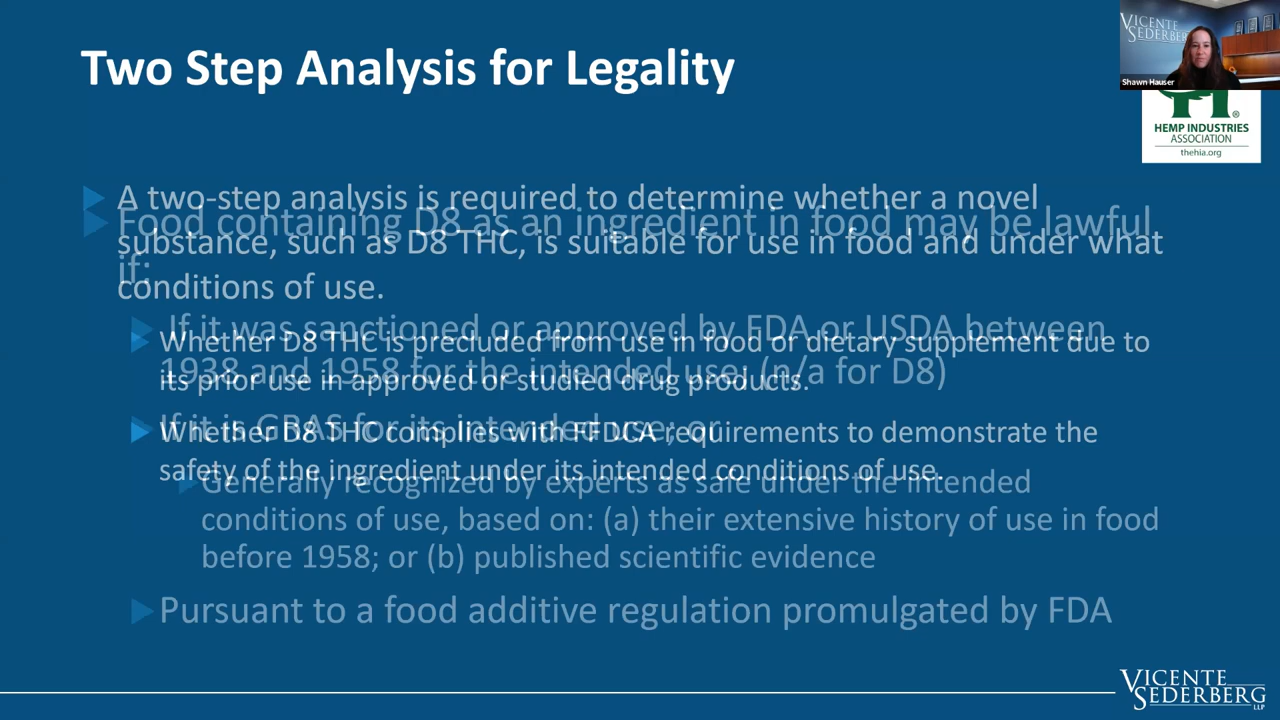 Two Step Analysis for Legality
VICENTE
SEDERBERG
Shawn Hauser
HEMP INDUSTRIES
ASSOCIATION
thehia.org
A two-step analysis is required to determine whether a novel
substance, such as D8 THC, is suitable for use in food and under what
conditions of use.
Whether D8 THC is precluded from use in food or dietary supplement due to
its prior use in approved or studied drug products.
Whether D8 THC complies with FFDCA requirements to demonstrate the
safety of the ingredient under its intended conditions of use.
Food containing D8 as an ingredient in food may be lawful
if:
If it was sanctioned or approved by FDA or USDA between
1938 and 1958 for the intended use; (n/a for D8)
If it is GRAS for its intended use; or
Generally recognized by experts as safe under the intended
conditions of use, based on: (a) their extensive history of use in food
before 1958; or (b) published scientific evidence
Pursuant to a food additive regulation promulgated by FDA
VICENTE
SEDERBERG
LLP